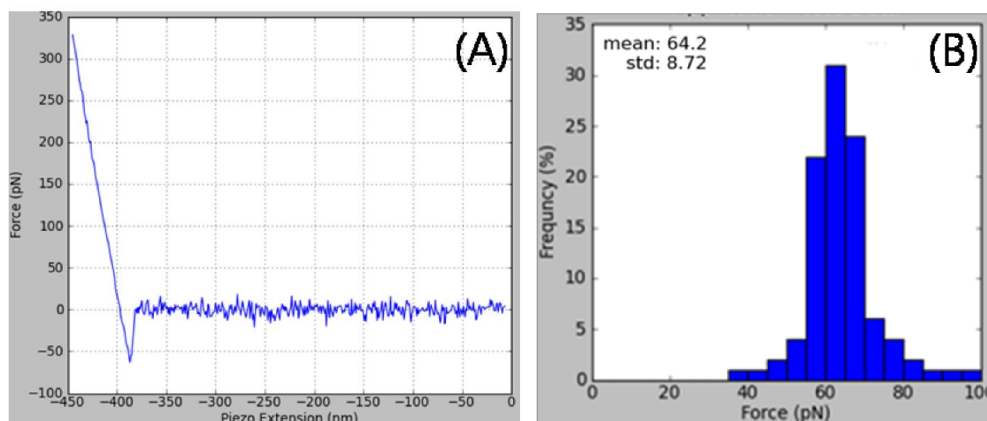 350
300
250
200
150
100
50
0
−50
−100
Force (pN)
−450 −400 −350 −300 −250 −200 −150 −100 −50 0
Piezo Extension (nm)
(A)
35
30
25
20
15
10
5
0
Frequncy (%)
mean: 64.2
std: 8.72
(B)
0 20 40 60 80 100
Force (pN)